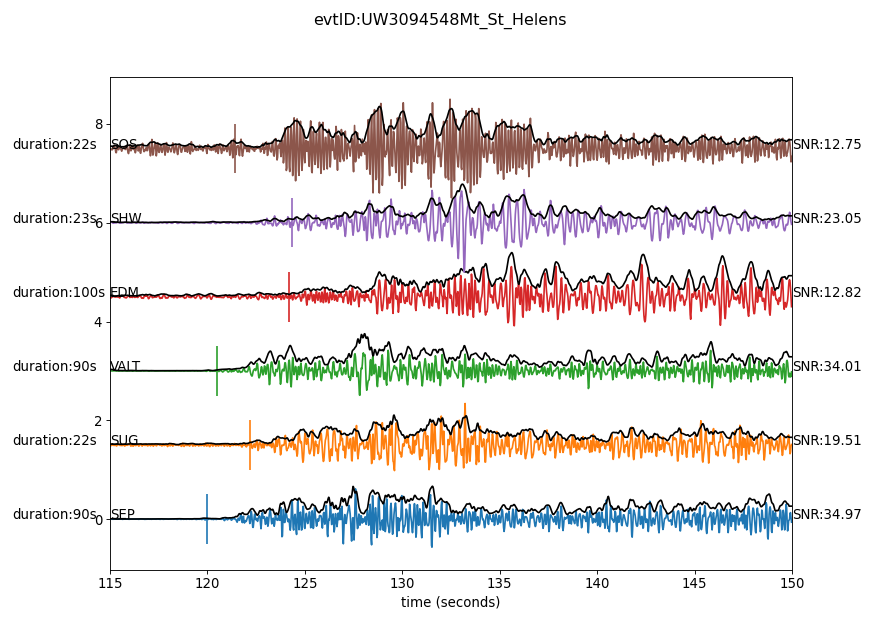 evtID:UW3094548Mt_St_Helens
8
duration:22s SOS SNR:12.75
duration:23s SHW SNR:23.05
6
duration:100s EDM SNR:12.82
4
duration:90s VALT SNR:34.01
2
duration:22s SUG SNR:19.51
duration:90s SEP SNR:34.97
0
115 120 125 130 135 140 145 150
time (seconds)